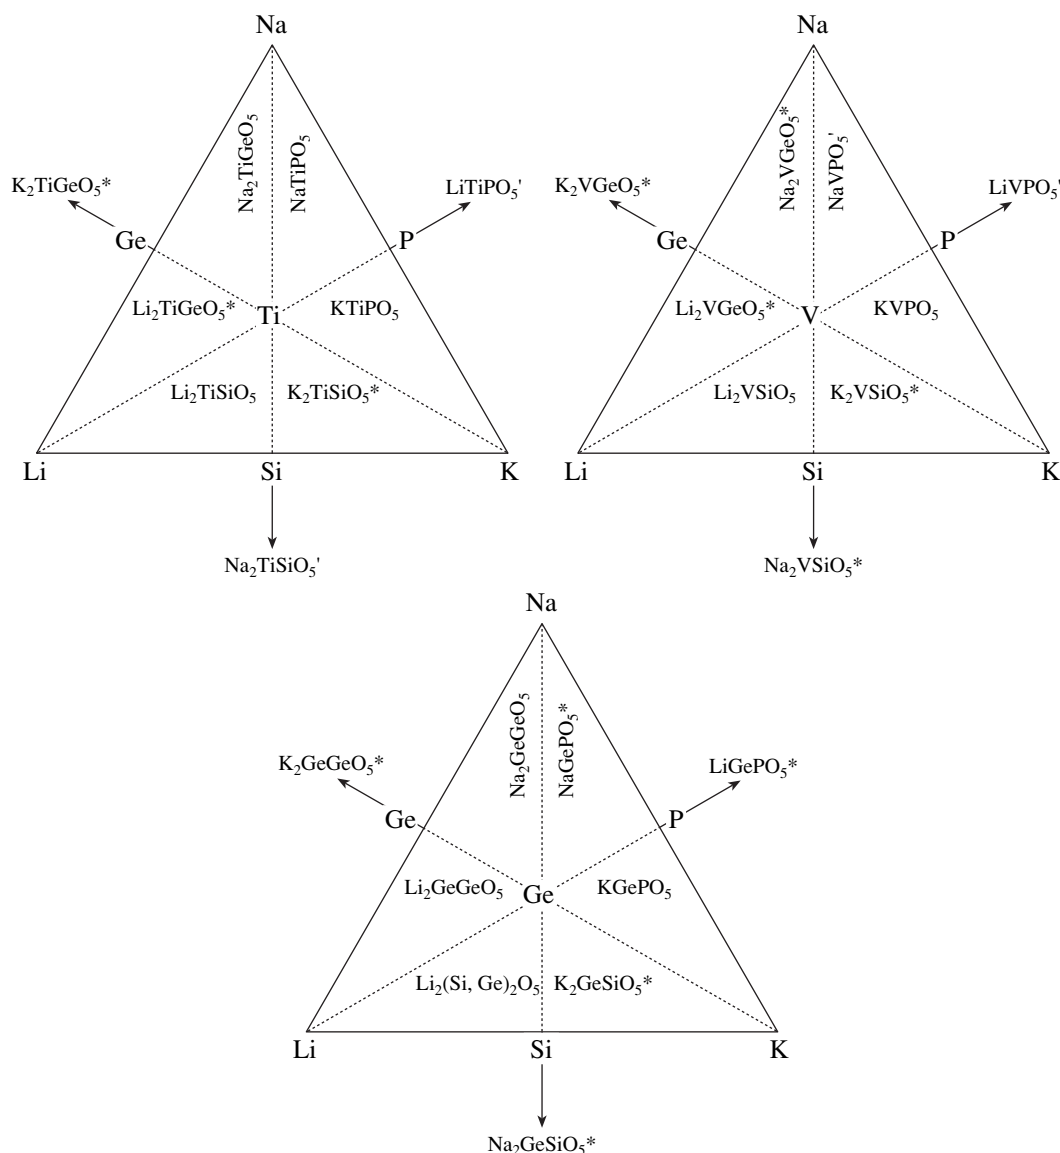 Na
Na₂TiGeO₅
NaTiPO₅
K₂TiGeO₅*
LiTiPO₅'
Ge
P
Li₂TiGeO₅*
Ti
KTiPO₅
Li₂TiSiO₅
K₂TiSiO₅*
Li
Si
K
Na₂TiSiO₅'
Na
Na₂VGeO₅*
NaVPO₅'
K₂VGeO₅*
LiVPO₅'
Ge
P
Li₂VGeO₅*
V
KVPO₅
Li₂VSiO₅
K₂VSiO₅*
Li
Si
K
Na₂VSiO₅*
Na
Na₂GeGeO₅
NaGePO₅*
K₂GeGeO₅*
LiGePO₅*
Ge
P
Li₂GeGeO₅
Ge
KGePO₅
Li₂(Si, Ge)₂O₅
K₂GeSiO₅*
Li
Si
K
Na₂GeSiO₅*